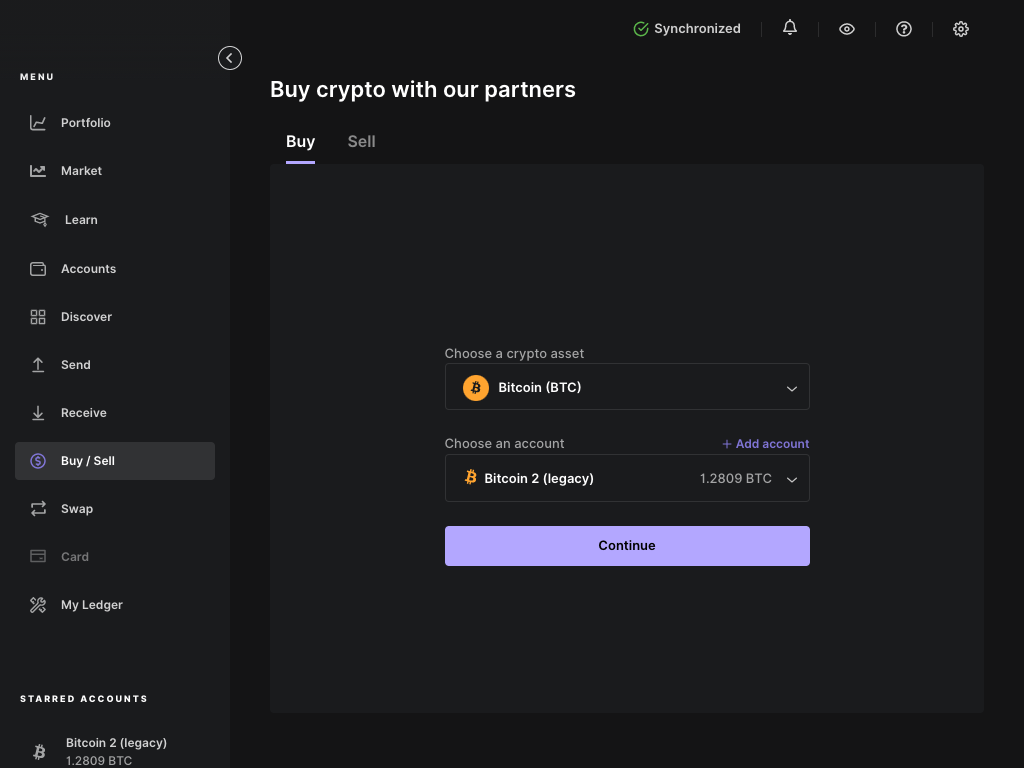 Synchronized
MENU
Portfolio
Market
Learn
Accounts
Discover
Send
Receive
Buy / Sell
Swap
Card
My Ledger
STARRED ACCOUNTS
Bitcoin 2 (legacy)
1.2809 BTC
Buy crypto with our partners
Buy Sell
Choose a crypto asset
Bitcoin (BTC)
Choose an account + Add account
Bitcoin 2 (legacy) 1.2809 BTC
Continue